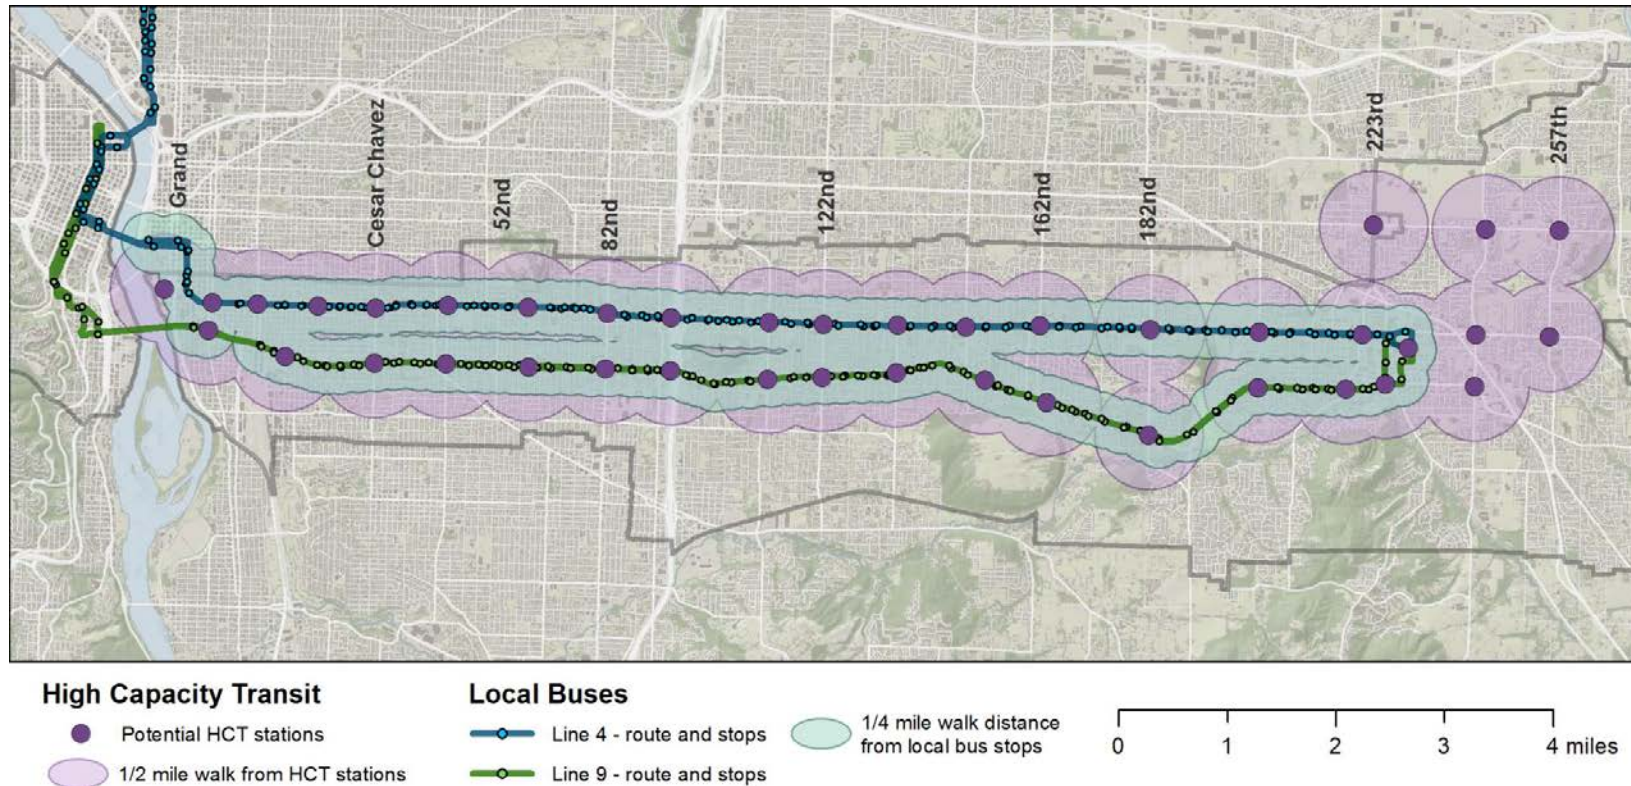 Grand
Cesar Chavez
52nd
82nd
122nd
162nd
182nd
223rd
257th
High Capacity Transit
Potential HCT stations
1/2 mile walk from HCT stations
Local Buses
Line 4 - route and stops
Line 9 - route and stops
1/4 mile walk distance
from local bus stops
0 1 2 3 4 miles